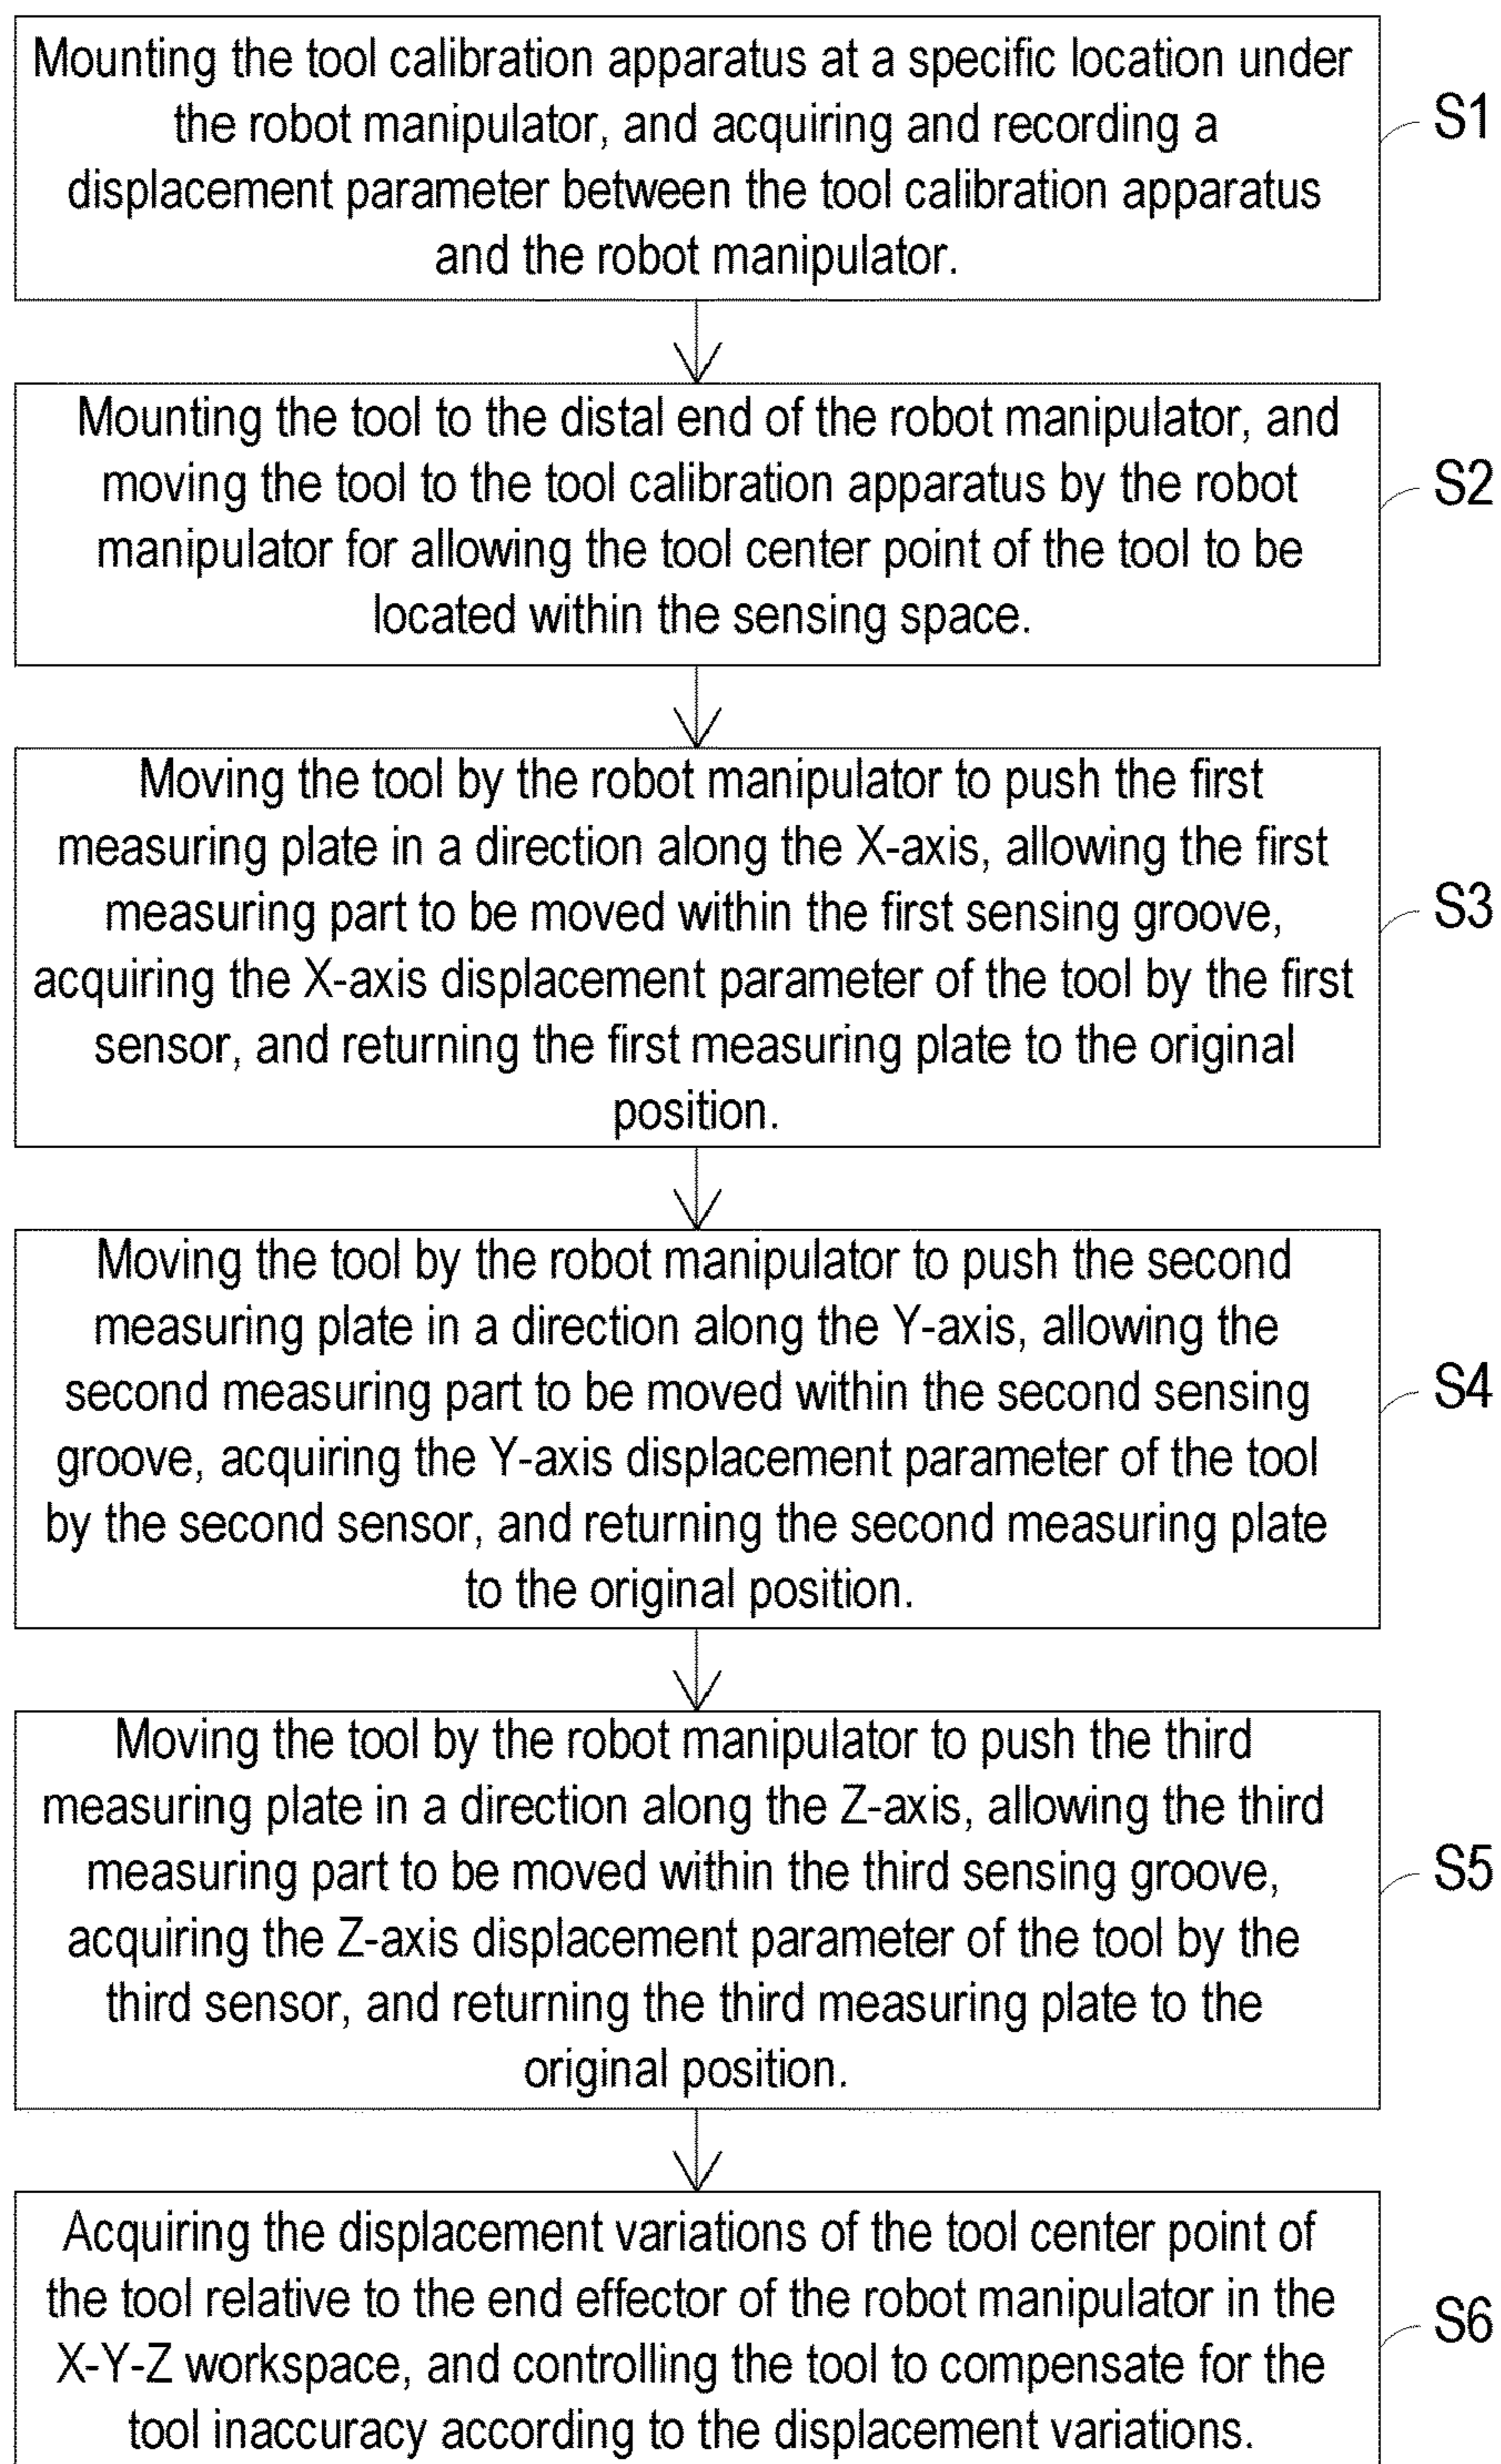 Mounting the tool calibration apparatus at a specific location under
the robot manipulator, and acquiring and recording a
displacement parameter between the tool calibration apparatus
and the robot manipulator.
S1
Mounting the tool to the distal end of the robot manipulator, and
moving the tool to the tool calibration apparatus by the robot
manipulator for allowing the tool center point of the tool to be
located within the sensing space.
S2
Moving the tool by the robot manipulator to push the first
measuring plate in a direction along the X-axis, allowing the first
measuring part to be moved within the first sensing groove,
acquiring the X-axis displacement parameter of the tool by the first
sensor, and returning the first measuring plate to the original
position.
S3
Moving the tool by the robot manipulator to push the second
measuring plate in a direction along the Y-axis, allowing the
second measuring part to be moved within the second sensing
groove, acquiring the Y-axis displacement parameter of the tool
by the second sensor, and returning the second measuring plate
to the original position.
S4
Moving the tool by the robot manipulator to push the third
measuring plate in a direction along the Z-axis, allowing the third
measuring part to be moved within the third sensing groove,
acquiring the Z-axis displacement parameter of the tool by the
third sensor, and returning the third measuring plate to the
original position.
S5
Acquiring the displacement variations of the tool center point of
the tool relative to the end effector of the robot manipulator in the
X-Y-Z workspace, and controlling the tool to compensate for the
tool inaccuracy according to the displacement variations.
S6